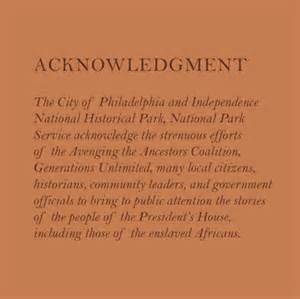 ACKNOWLEDGMENT
The City of Philadelphia and Independence
National Historical Park, National Park
Service acknowledge the strenuous efforts
of the Avenging the Ancestors Coalition,
Generations Unlimited, many local citizens,
historians, community leaders, and government
officials to bring to public attention the stories
of the people of the President's House,
including those of the enslaved Africans.